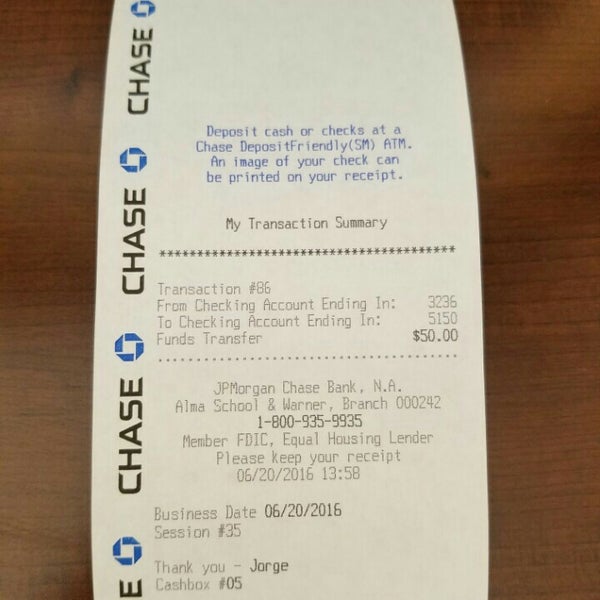 CHASE
CHASE
CHASE
E
Deposit cash or checks at a
Chase DepositFriendly(SM) ATM.
An image of your check can
be printed on your receipt.
My Transaction Summary
****************************************
Transaction #86
From Checking Account Ending In: 3236
To Checking Account Ending In: 5150
Funds Transfer $50.00
........................................
JPMorgan Chase Bank, N.A.
Alma School & Warner, Branch 000242
1-800-935-9935
Member FDIC, Equal Housing Lender
Please keep your receipt
06/20/2016 13:58
Business Date 06/20/2016
Session #35
Thank you - Jorge
Cashbox #05